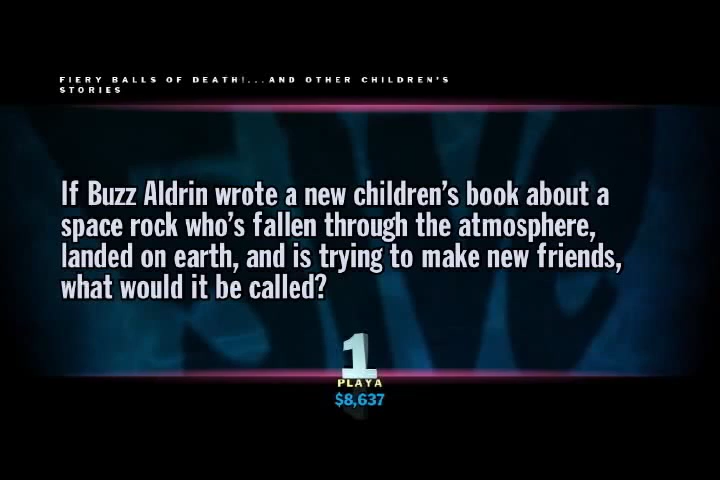 FIERY BALLS OF DEATH!...AND OTHER CHILDREN'S
STORIES
If Buzz Aldrin wrote a new children's book about a
space rock who's fallen through the atmosphere,
landed on earth, and is trying to make new friends,
what would it be called?
1
PLAYA
$8,637